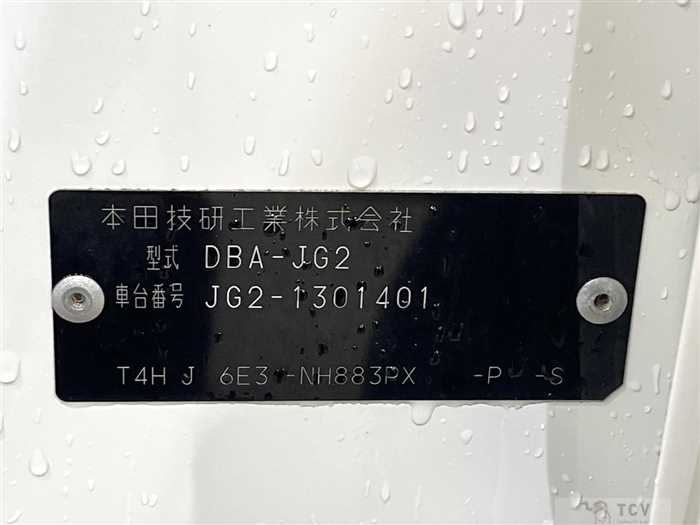 本田技研工業株式会社
型式 DBA-JG2
車台番号 JG2-1301401
T4H J 6E3 -NH883PX -P -S
TCV